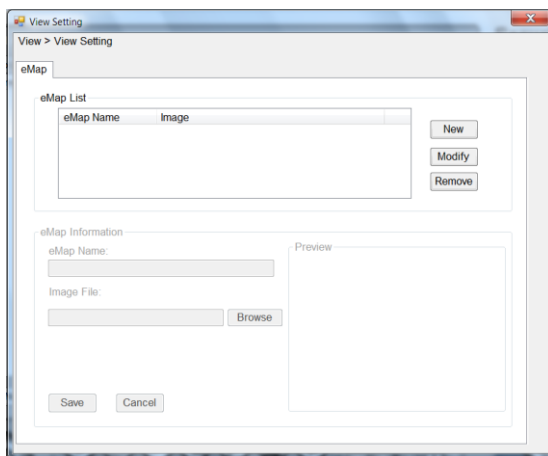 View Setting
View > View Setting
eMap
eMap List
eMap Name Image
New
Modify
Remove
eMap Information
eMap Name:
Preview
Image File:
Browse
Save Cancel